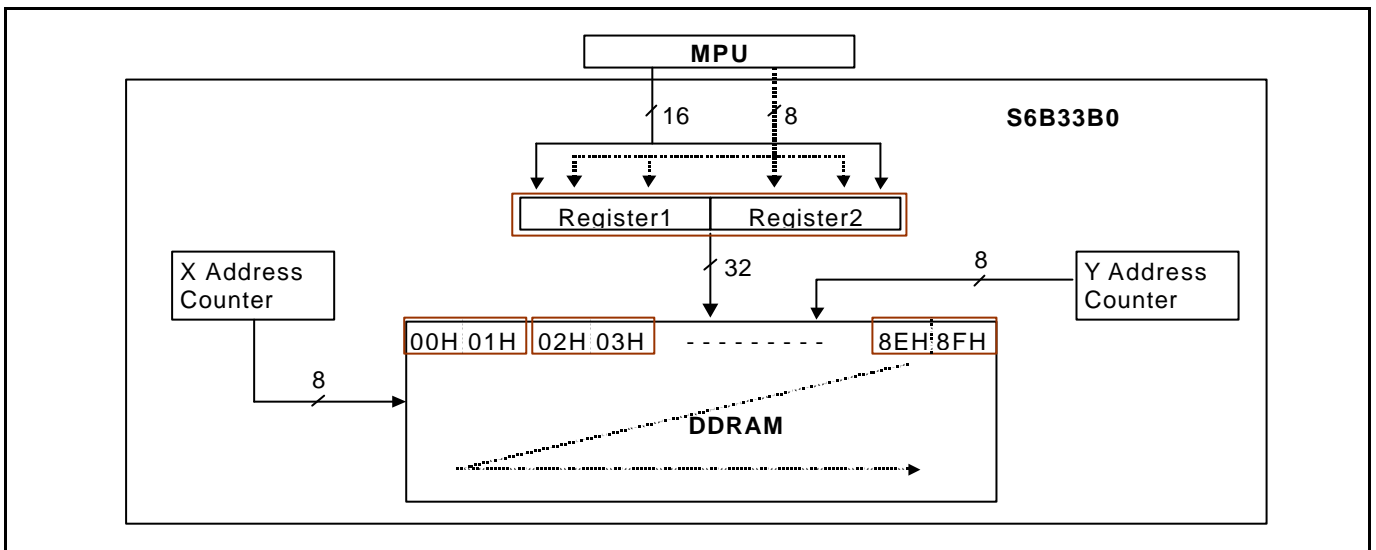 MPU
S6B33B0
16
8
Register1 Register2
X Address
Counter
32
8
Y Address
Counter
00H 01H 02H 03H - - - - - - - - - 8EH 8FH
8
DDRAM